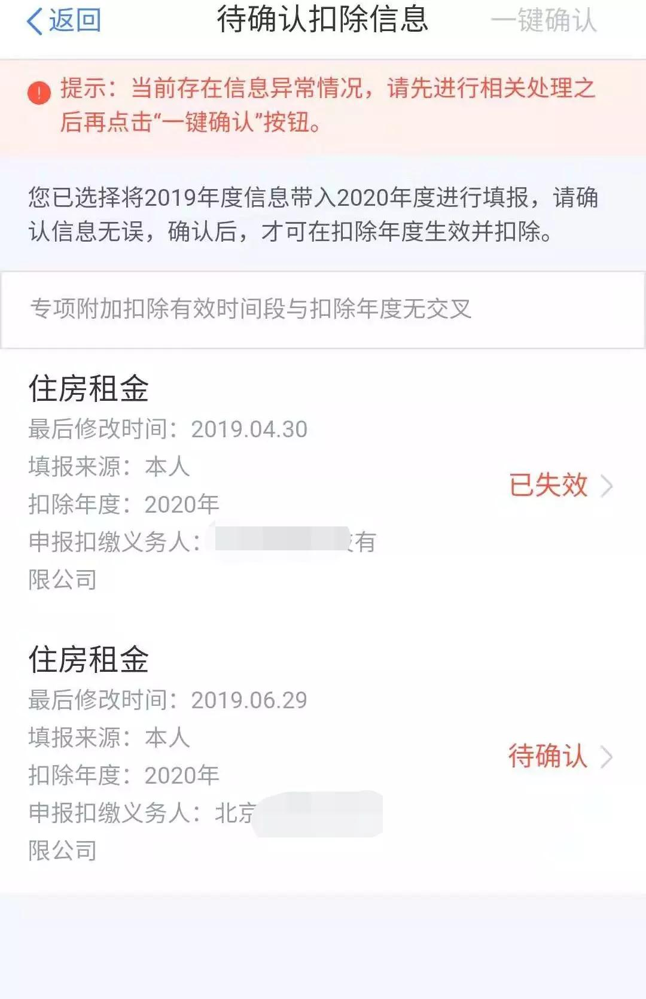 返回 待确认扣除信息 一键确认
提示：当前存在信息异常情况，请先进行相关处理之
后再点击“一键确认”按钮。
您已选择将2019年度信息带入2020年度进行填报，请确
认信息无误，确认后，才可在扣除年度生效并扣除。
专项附加扣除有效时间段与扣除年度无交叉
住房租金
最后修改时间：2019.04.30
填报来源：本人
扣除年度：2020年
已失效
申报扣缴义务人：有
限公司
住房租金
最后修改时间：2019.06.29
填报来源：本人
扣除年度：2020年
待确认
申报扣缴义务人：北京
限公司